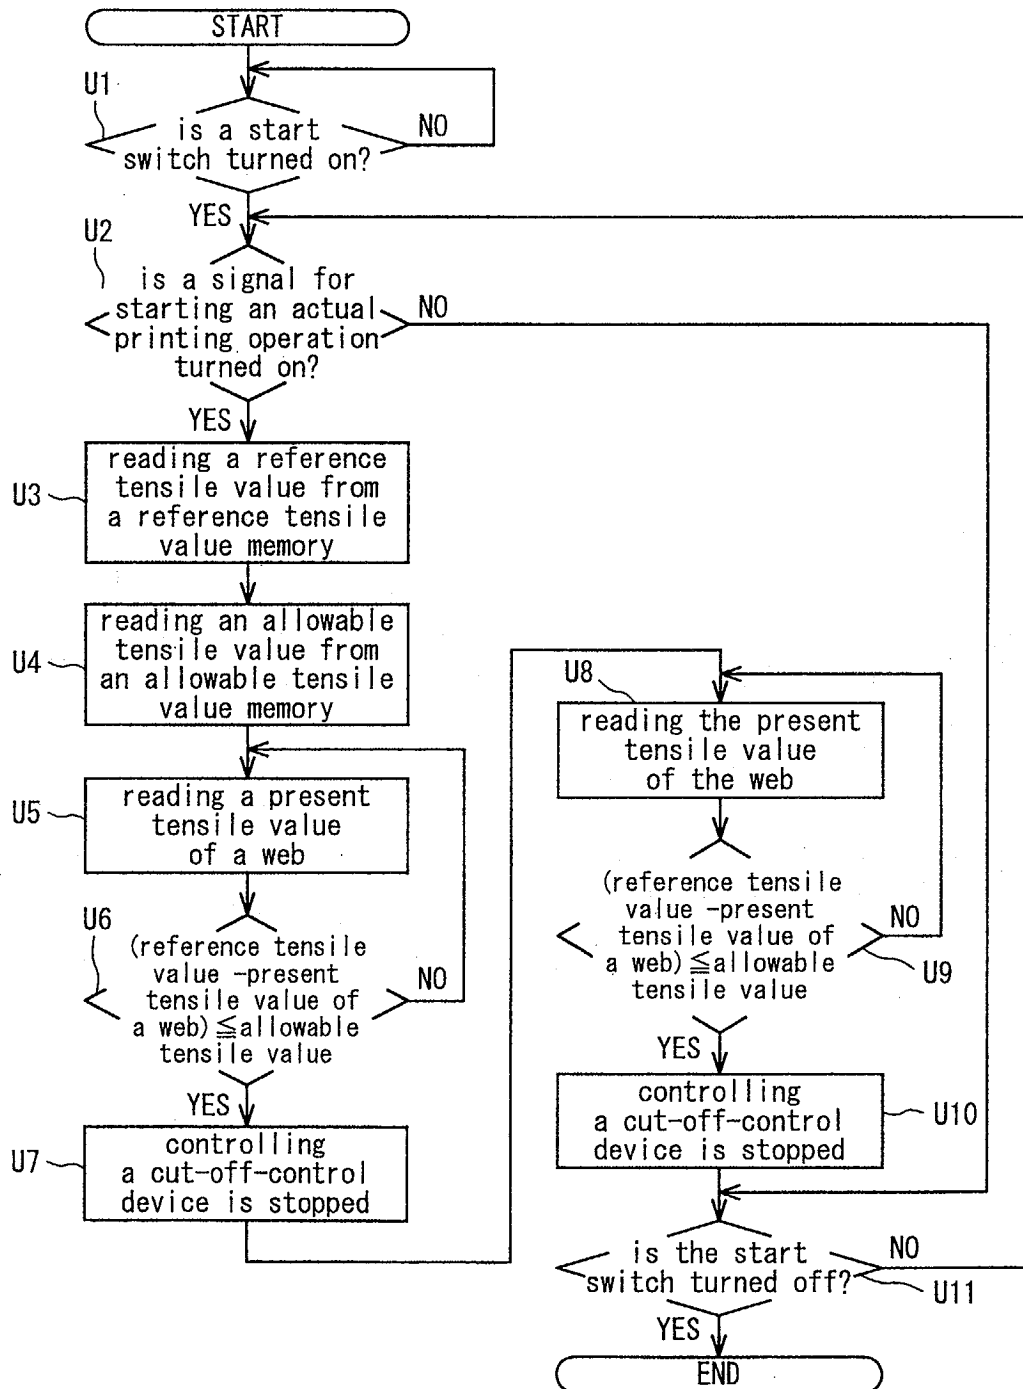 START
U1
is a start
switch turned on?
NO
YES
U2
is a signal for
starting an actual
printing operation
turned on?
NO
YES
U3
reading a reference
tensile value from
a reference tensile
value memory
U4
reading an allowable
tensile value from
an allowable tensile
value memory
U5
reading a present
tensile value
of a web
U6
(reference tensile
value -present
tensile value of
a web)≦allowable
tensile value
NO
YES
U7
controlling
a cut-off-control
device is stopped
U8
reading the present
tensile value
of the web
(reference tensile
value -present
tensile value of
a web)≦allowable
tensile value
NO
U9
YES
controlling
a cut-off-control
device is stopped
U10
is the start
switch turned off?
NO
U11
YES
END